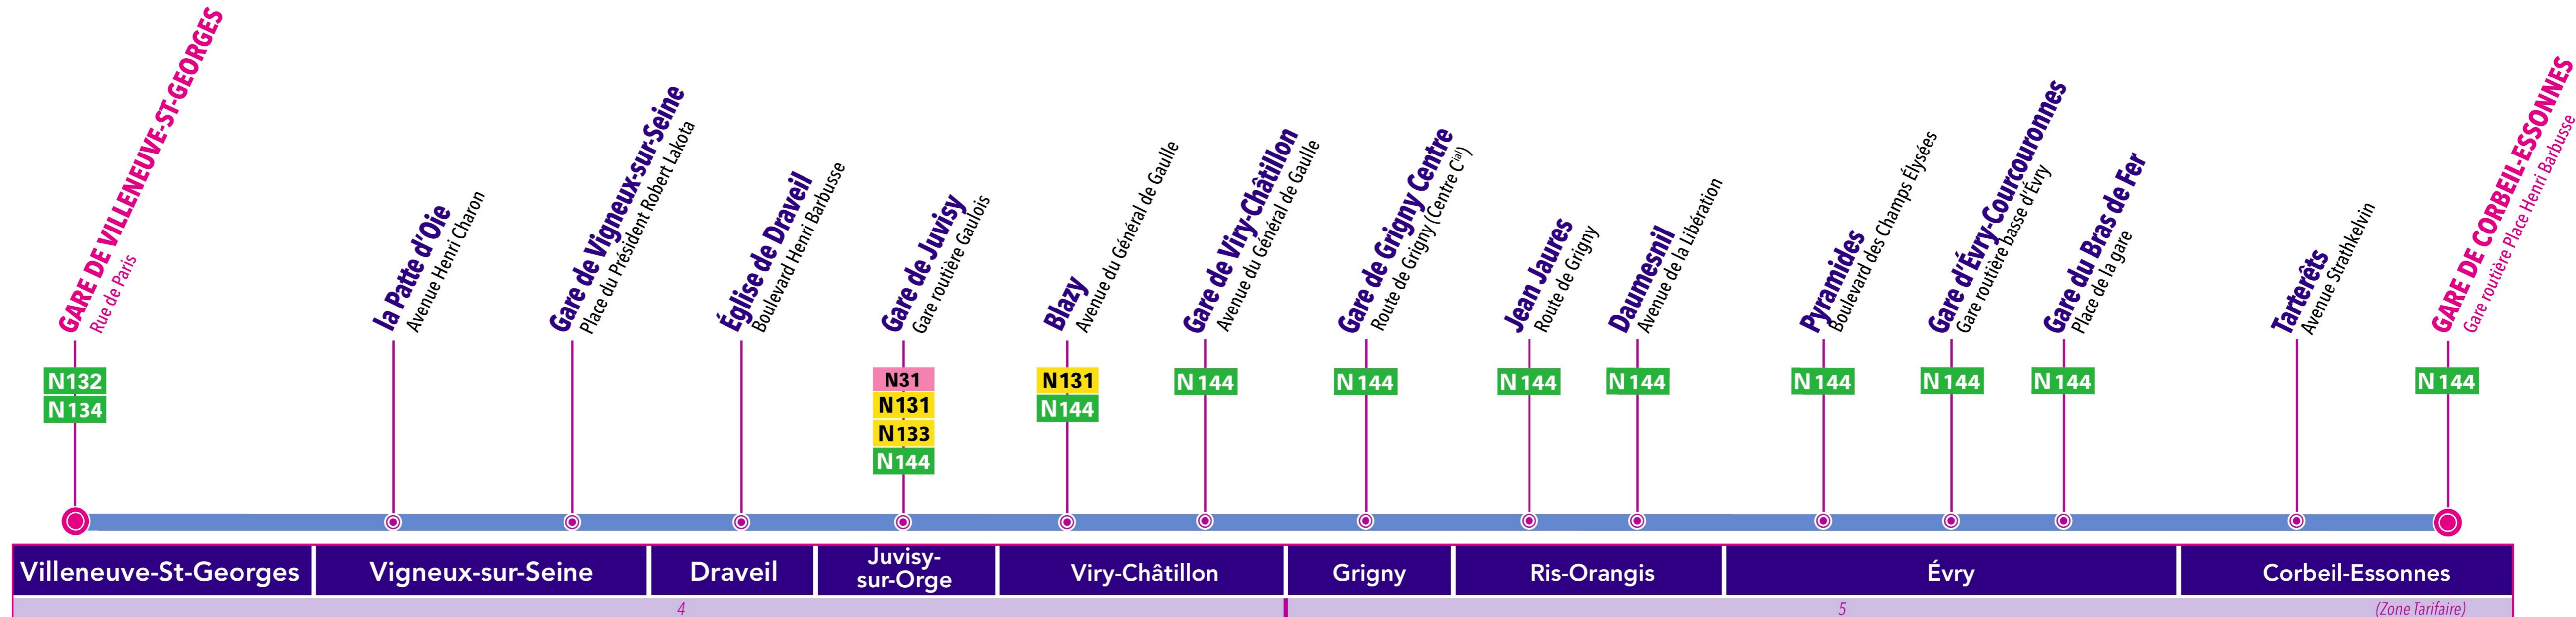 GARE DE VILLENEUVE-ST-GEORGES
Rue de Paris
la Patte d'Oie
Avenue Henri Charon
Gare de Vigneux-sur-Seine
Place du Président Robert Lakota
Église de Draveil
Boulevard Henri Barbusse
Gare de Juvisy
Gare routière Gaulois
Blazy
Avenue du Général de Gaulle
Gare de Viry-Châtillon
Avenue du Général de Gaulle
Gare de Grigny Centre
Route de Grigny (Centre Cial)
Jean Jaures
Route de Grigny
Daumesnil
Avenue de la Libération
Pyramides
Boulevard des Champs Élysées
Gare d'Évry-Courcouronnes
Gare routière basse d'Évry
Gare du Bras de Fer
Place de la gare
Tarterêts
Avenue Strathkelvin
GARE DE CORBEIL-ESSONNES
Gare routière Place Henri Barbusse
N132
N134
N31
N131
N133
N144
N131
N144
N144
N144
N144
N144
N144
N144
N144
N144
Villeneuve-St-Georges
Vigneux-sur-Seine
Draveil
Juvisy-
sur-Orge
Viry-Châtillon
Grigny
Ris-Orangis
Évry
Corbeil-Essonnes
4
5
(Zone Tarifaire)